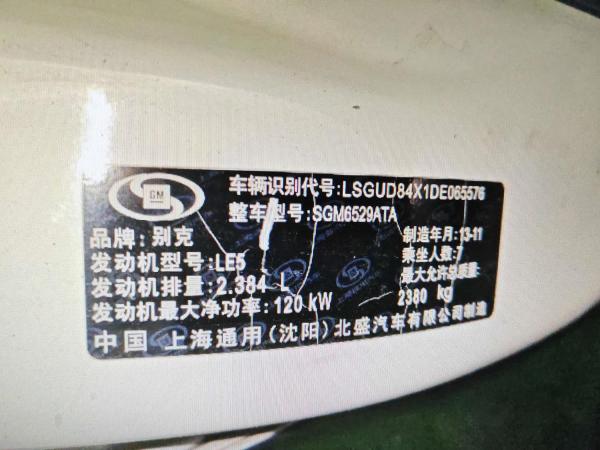 GM
车辆识别代号:LSGUD84X1DE065576
整车型号:SGM6529ATA
品牌:别克
制造年月:13-11
发动机型号:LE5
乘坐人数:7
发动机排量:2.384 L
最大允许总质量
发动机最大净功率:120 kW
2380 kg
中国 上海通用(沈阳)北盛汽车有限公司制造